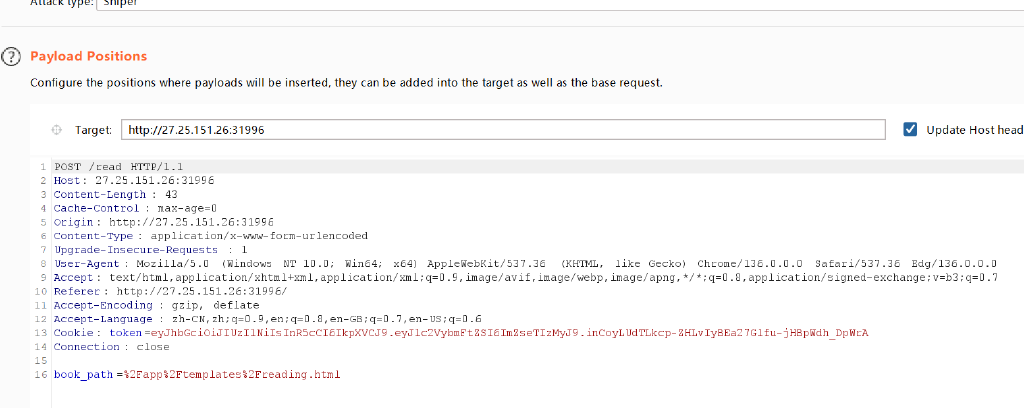 Attack type: Sniper
? Payload Positions
Configure the positions where payloads will be inserted, they can be added into the target as well as the base request.
Target: http://27.25.151.26:31996 Update Host head
1 POST /read HTTP/1.1
2 Host: 27.25.151.26:31996
3 Content-Length : 43
4 Cache-Control : max-age=0
5 Origin : http://27.25.151.26:31996
6 Content-Type : application/x-www-form-urlencoded
7 Upgrade-Insecure-Requests : 1
8 User-Agent : Mozilla/5.0 (Windows NT 10.0; Win64; x64) AppleWebKit/537.36 (KHTML, like Gecko) Chrome/136.0.0.0 Safari/537.36 Edg/136.0.0.0
9 Accept : text/html,application/xhtml+xml,application/xml;q=0.9,image/avif,image/webp,image/apng,*/*;q=0.8,application/signed-exchange;v=b3;q=0.7
10 Referer : http://27.25.151.26:31996/
11 Accept-Encoding : gzip, deflate
12 Accept-Language : zh-CN,zh;q=0.9,en;q=0.8,en-GB;q=0.7,en-US;q=0.6
13 Cookie : token=eyJhbGciOiJIUzI1NiIsInR5cCI6IkpXVCJ9.eyJ1c2VybmFtZSI6ImZseTIzMyJ9.inCoyLUdTLkcp-ZHLvIyBEa27G1fu-jHBpWdh_DpWrA
14 Connection : close
15
16 book_path =%2Fapp%2Ftemplates%2Freading.html